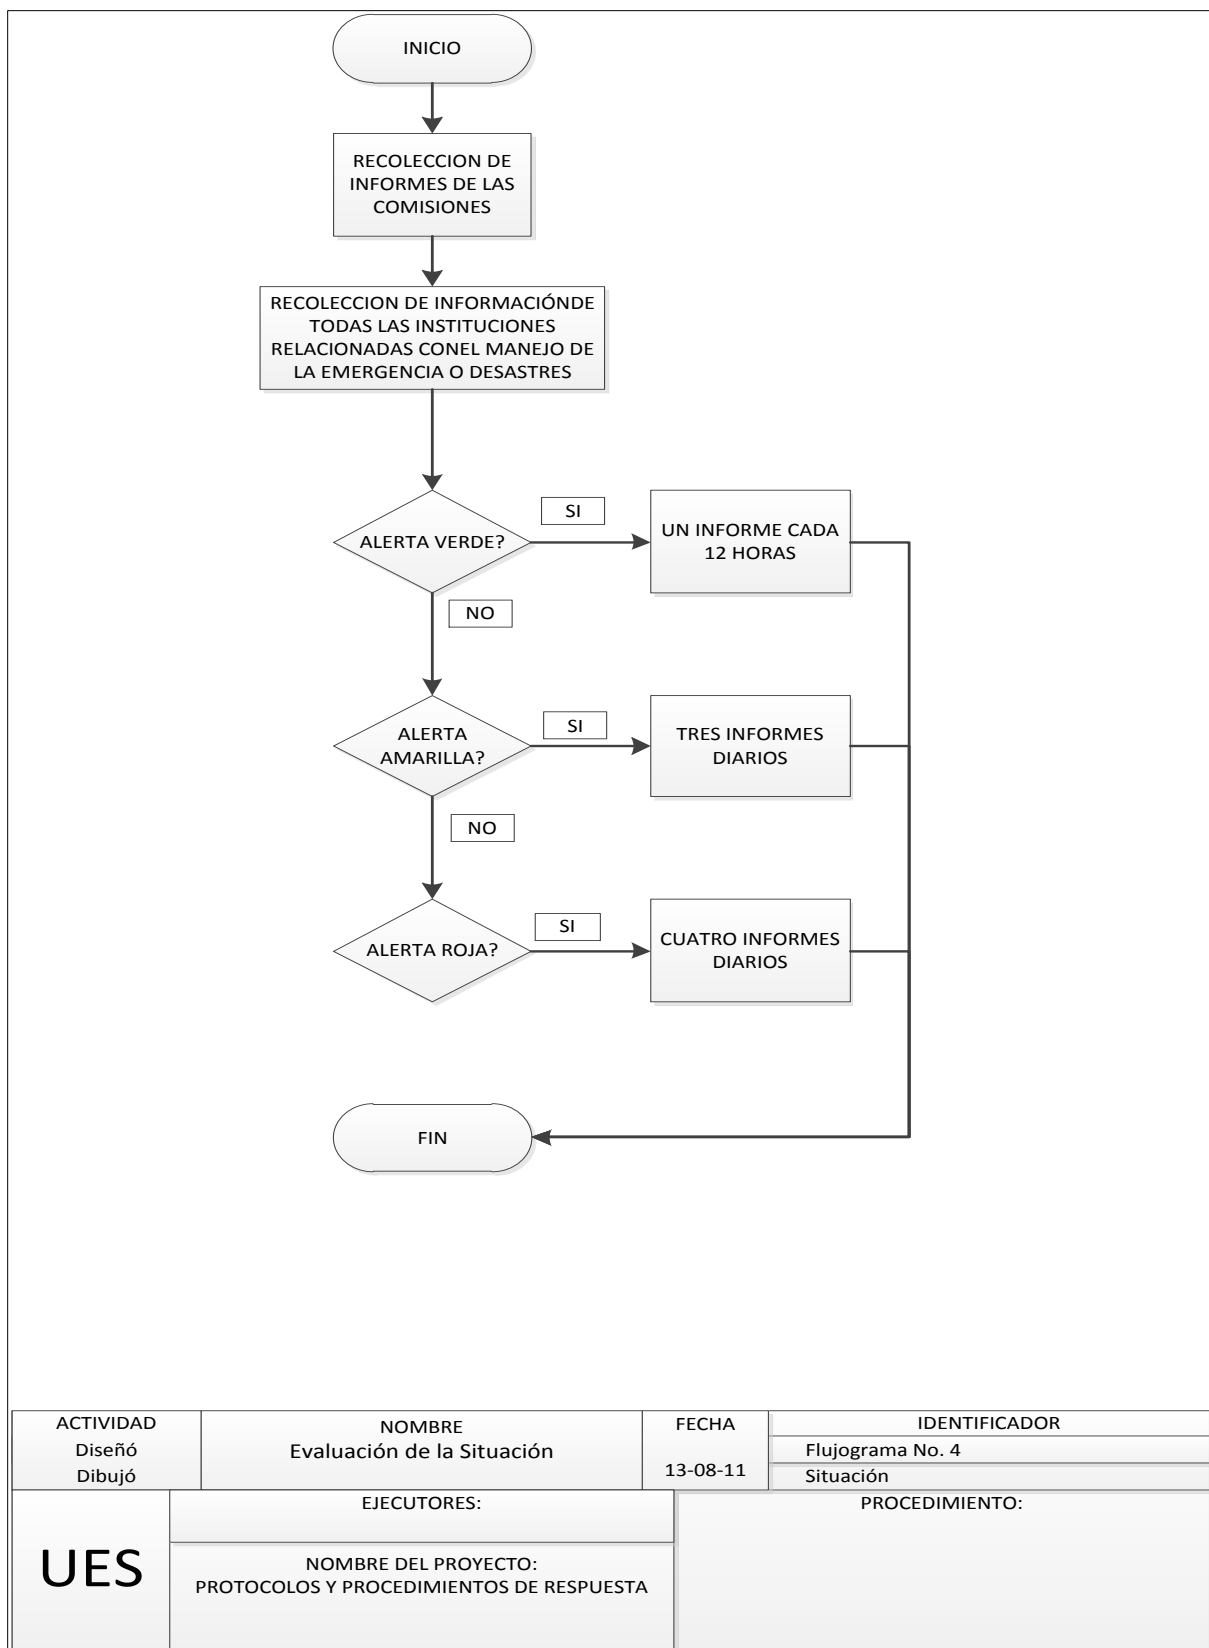 INICIO
RECOLECCION DE
INFORMES DE LAS
COMISIONES
RECOLECCION DE INFORMACIÓNDE
TODAS LAS INSTITUCIONES
RELACIONADAS CONEL MANEJO DE
LA EMERGENCIA O DESASTRES
ALERTA VERDE?
SI
UN INFORME CADA
12 HORAS
NO
ALERTA
AMARILLA?
SI
TRES INFORMES
DIARIOS
NO
ALERTA ROJA?
SI
CUATRO INFORMES
DIARIOS
FIN
ACTIVIDAD
Diseñó
Dibujó
NOMBRE
Evaluación de la Situación
FECHA
13-08-11
IDENTIFICADOR
Flujograma No. 4
Situación
UES
EJECUTORES:
NOMBRE DEL PROYECTO:
PROTOCOLOS Y PROCEDIMIENTOS DE RESPUESTA
PROCEDIMIENTO: